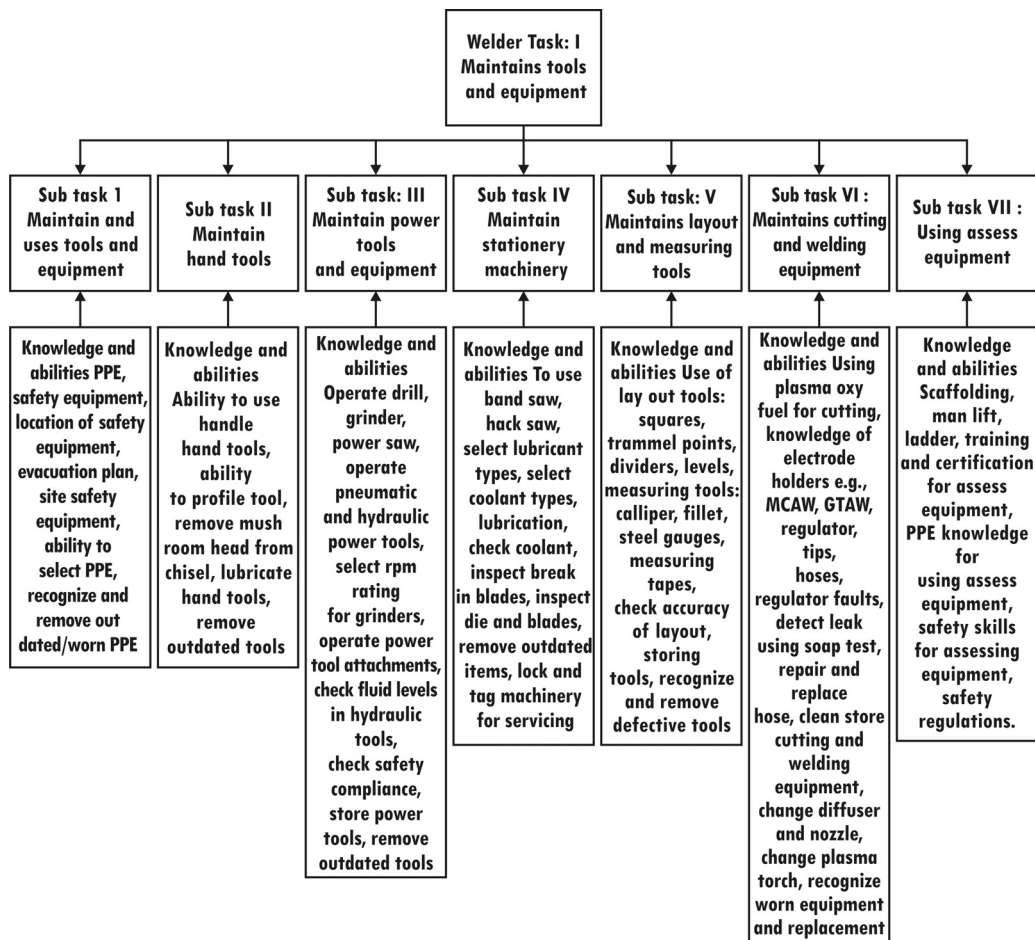 Welder Task: I
Maintains tools
and equipment
Sub task 1
Maintain and
uses tools and
equipment
Sub task II
Maintain
hand tools
Sub task: III
Maintain power
tools
and equipment
Sub task IV
Maintain
stationery
machinery
Sub task: V
Maintains layout
and measuring
tools
Sub task VI :
Maintains cutting
and welding
equipment
Sub task VII :
Using assess
equipment
Knowledge and
abilities PPE,
safety equipment,
location of safety
equipment,
evacuation plan,
site safety
equipment,
ability to
select PPE,
recognize and
remove out
dated/worn PPE
Knowledge and
abilities
Ability to use
handle
hand tools,
ability
to profile tool,
remove mush
room head from
chisel, lubricate
hand tools,
remove
outdated tools
Knowledge and
abilities
Operate drill,
grinder,
power saw,
operate
pneumatic
and hydraulic
power tools,
select rpm
rating
for grinders,
operate power
tool attachments,
check fluid levels
in hydraulic
tools,
check safety
compliance,
store power
tools, remove
outdated tools
Knowledge and
abilities To use
band saw,
hack saw,
select lubricant
types, select
coolant types,
lubrication,
check coolant,
inspect break
in blades, inspect
die and blades,
remove outdated
items, lock and
tag machinery
for servicing
Knowledge and
abilities Use of
lay out tools:
squares,
trammel points,
dividers, levels,
measuring tools:
calliper, fillet,
steel gauges,
measuring
tapes,
check accuracy
of layout,
storing
tools, recognize
and remove
defective tools
Knowledge and
abilities Using
plasma oxy
fuel for cutting,
knowledge of
electrode
holders e.g.,
MCAW, GTAW,
regulator,
tips,
hoses,
regulator faults,
detect leak
using soap test,
repair and
replace
hose, clean store
cutting and
welding
equipment,
change diffuser
and nozzle,
change plasma
torch, recognize
worn equipment
and replacement
Knowledge
and abilities
Scaffolding,
man lift,
ladder, training
and certification
for assess
equipment,
PPE knowledge
for
using assess
equipment,
safety skills
for assessing
equipment,
safety
regulations.